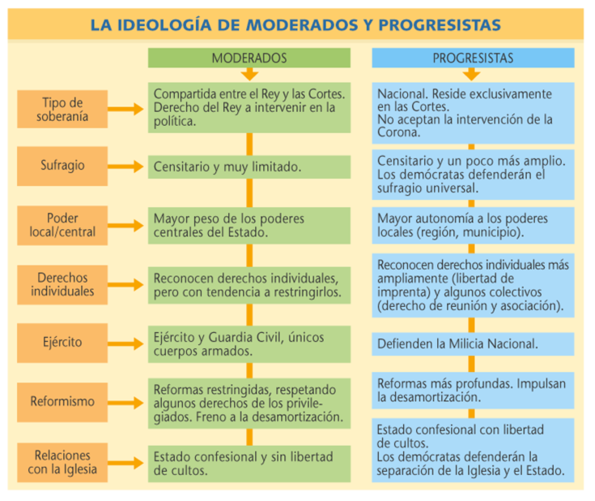 LA IDEOLOGÍA DE MODERADOS Y PROGRESISTAS
MODERADOS
PROGRESISTAS
Tipo de
soberanía
Compartida entre el Rey y las Cortes.
Derecho del Rey a intervenir en la
política.
Nacional. Reside exclusivamente
en las Cortes.
No aceptan la intervención de la
Corona.
Sufragio
Censitario y muy limitado.
Censitario y un poco más amplio.
Los demócratas defenderán el
sufragio universal.
Poder
local/central
Mayor peso de los poderes
centrales del Estado.
Mayor autonomía a los poderes
locales (región, municipio).
Derechos
individuales
Reconocen derechos individuales,
pero con tendencia a restringirlos.
Reconocen derechos individuales más
ampliamente (libertad de
imprenta) y algunos colectivos
(derecho de reunión y asociación).
Ejército
Ejército y Guardia Civil, únicos
cuerpos armados.
Defienden la Milicia Nacional.
Reformismo
Reformas restringidas, respetando
algunos derechos de los privile-
giados. Freno a la desamortización.
Reformas más profundas. Impulsan
la desamortización.
Relaciones
con la Iglesia
Estado confesional y sin libertad
de cultos.
Estado confesional con libertad
de cultos.
Los demócratas defenderán la
separación de la Iglesia y el Estado.